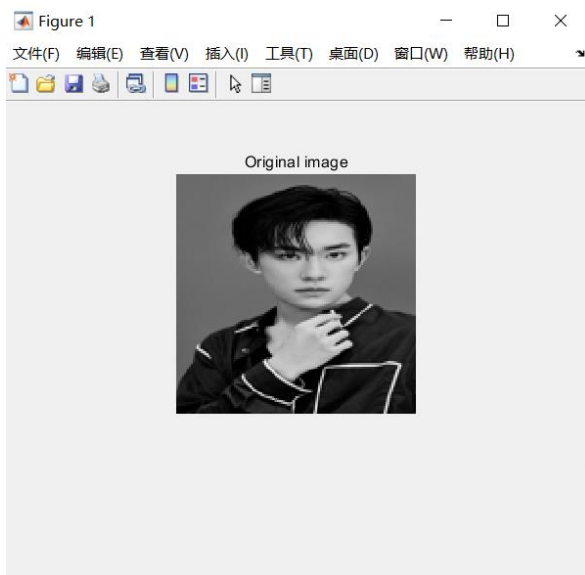 Figure 1
文件(F) 编辑(E) 查看(V) 插入(I) 工具(T) 桌面(D) 窗口(W) 帮助(H)
Original image